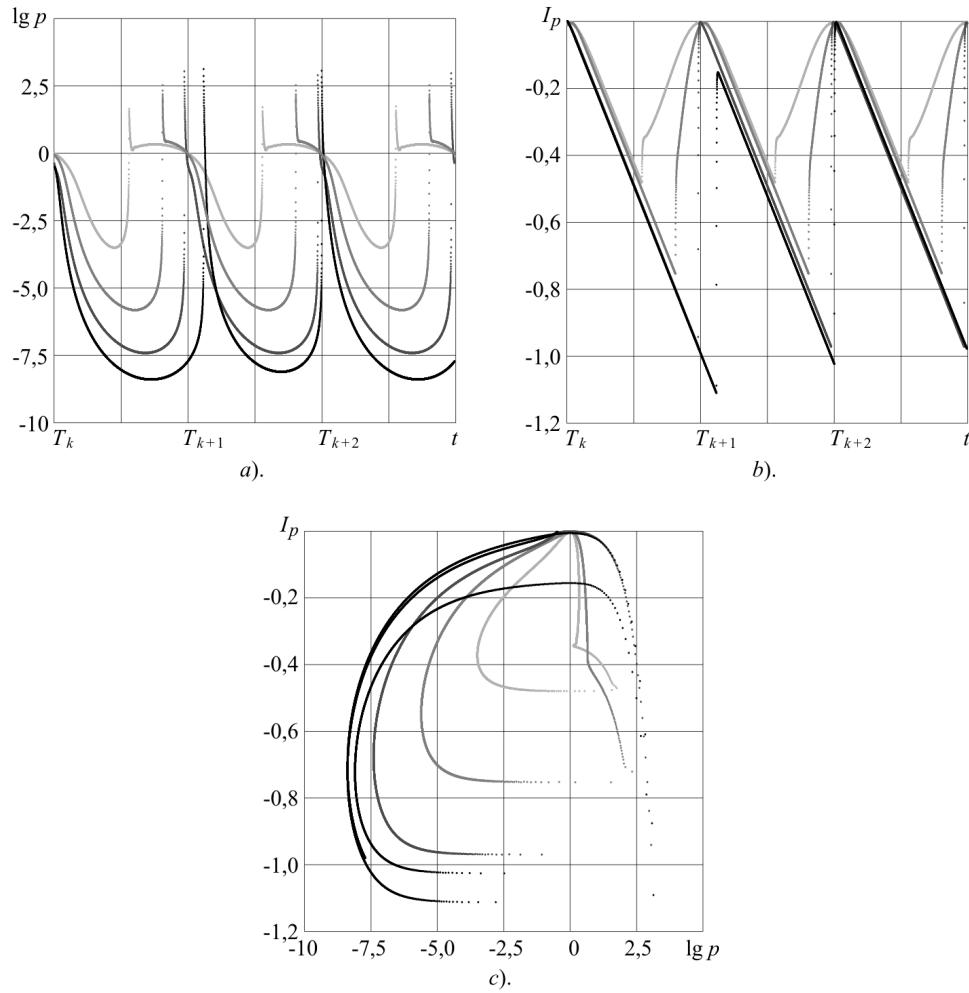 lg p
2,5
0
-2,5
-5,0
-7,5
-10
T_k T_{k+1} T_{k+2} t
a).
I_p
-0,2
-0,4
-0,6
-0,8
-1,0
-1,2
T_k T_{k+1} T_{k+2} t
b).
I_p
-0,2
-0,4
-0,6
-0,8
-1,0
-1,2
-10 -7,5 -5,0 -2,5 0 2,5 lg p
c).